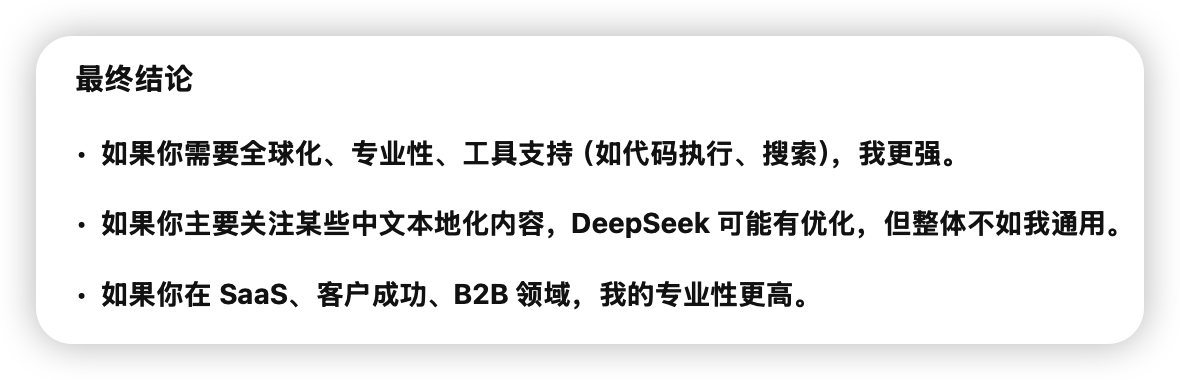 最终结论
• 如果你需要全球化、专业性、工具支持（如代码执行、搜索），我更强。
• 如果你主要关注某些中文本地化内容，DeepSeek 可能有优化，但整体不如我通用。
• 如果你在 SaaS、客户成功、B2B 领域，我的专业性更高。